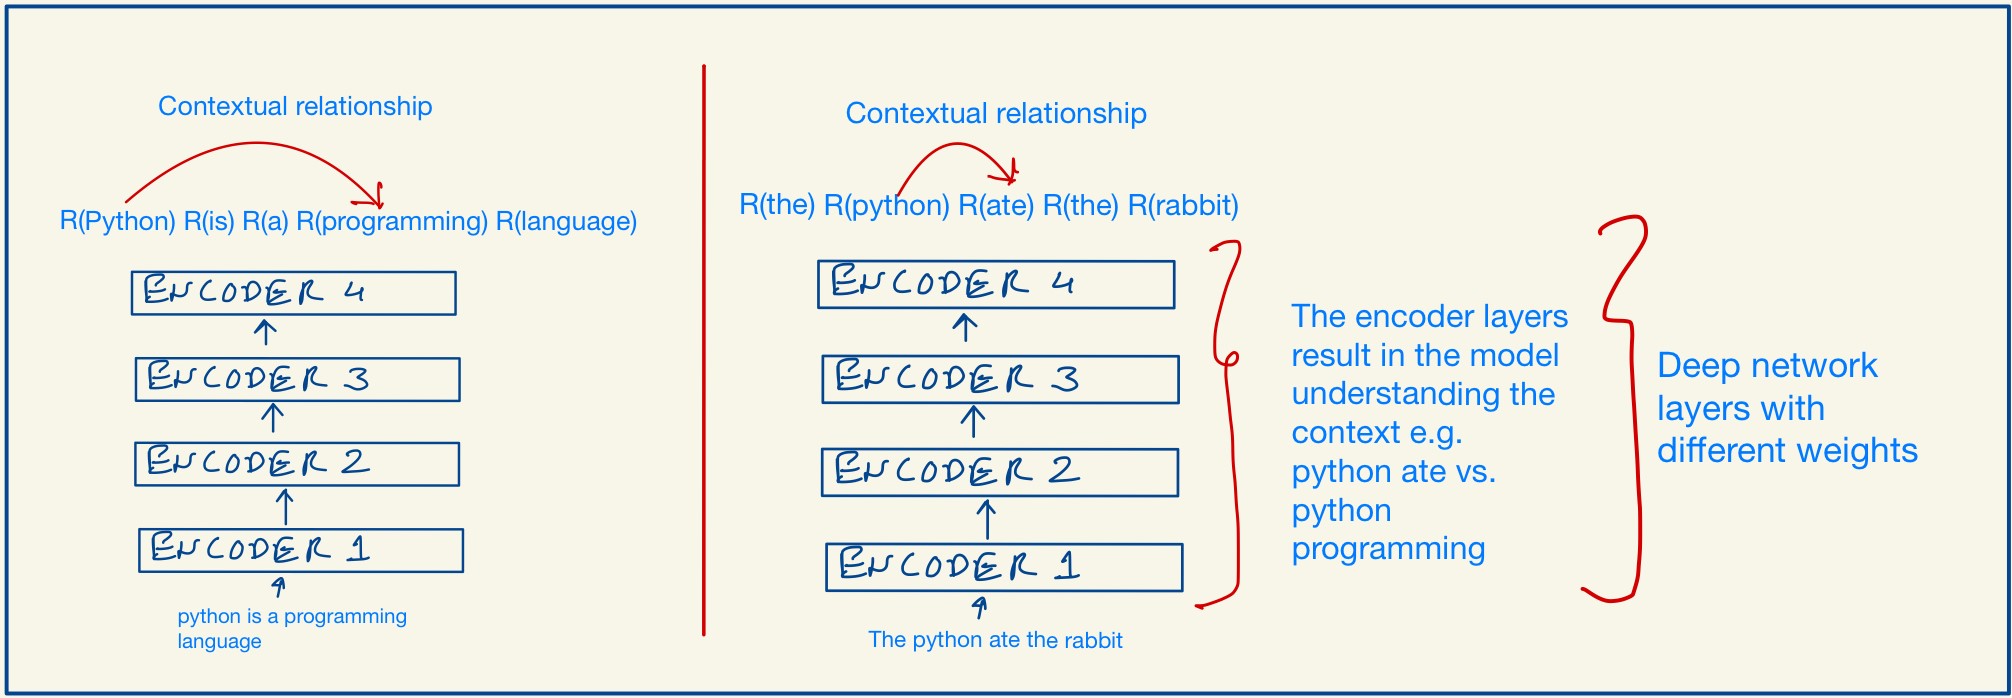 Contextual relationship
R(Python) R(is) R(a) R(programming) R(language)
ENCODER 4
ENCODER 3
ENCODER 2
ENCODER 1
python is a programming
language
Contextual relationship
R(the) R(python) R(ate) R(the) R(rabbit)
ENCODER 4
ENCODER 3
ENCODER 2
ENCODER 1
The python ate the rabbit
The encoder layers
result in the model
understanding the
context e.g.
python ate vs.
python
programming
Deep network
layers with
different weights